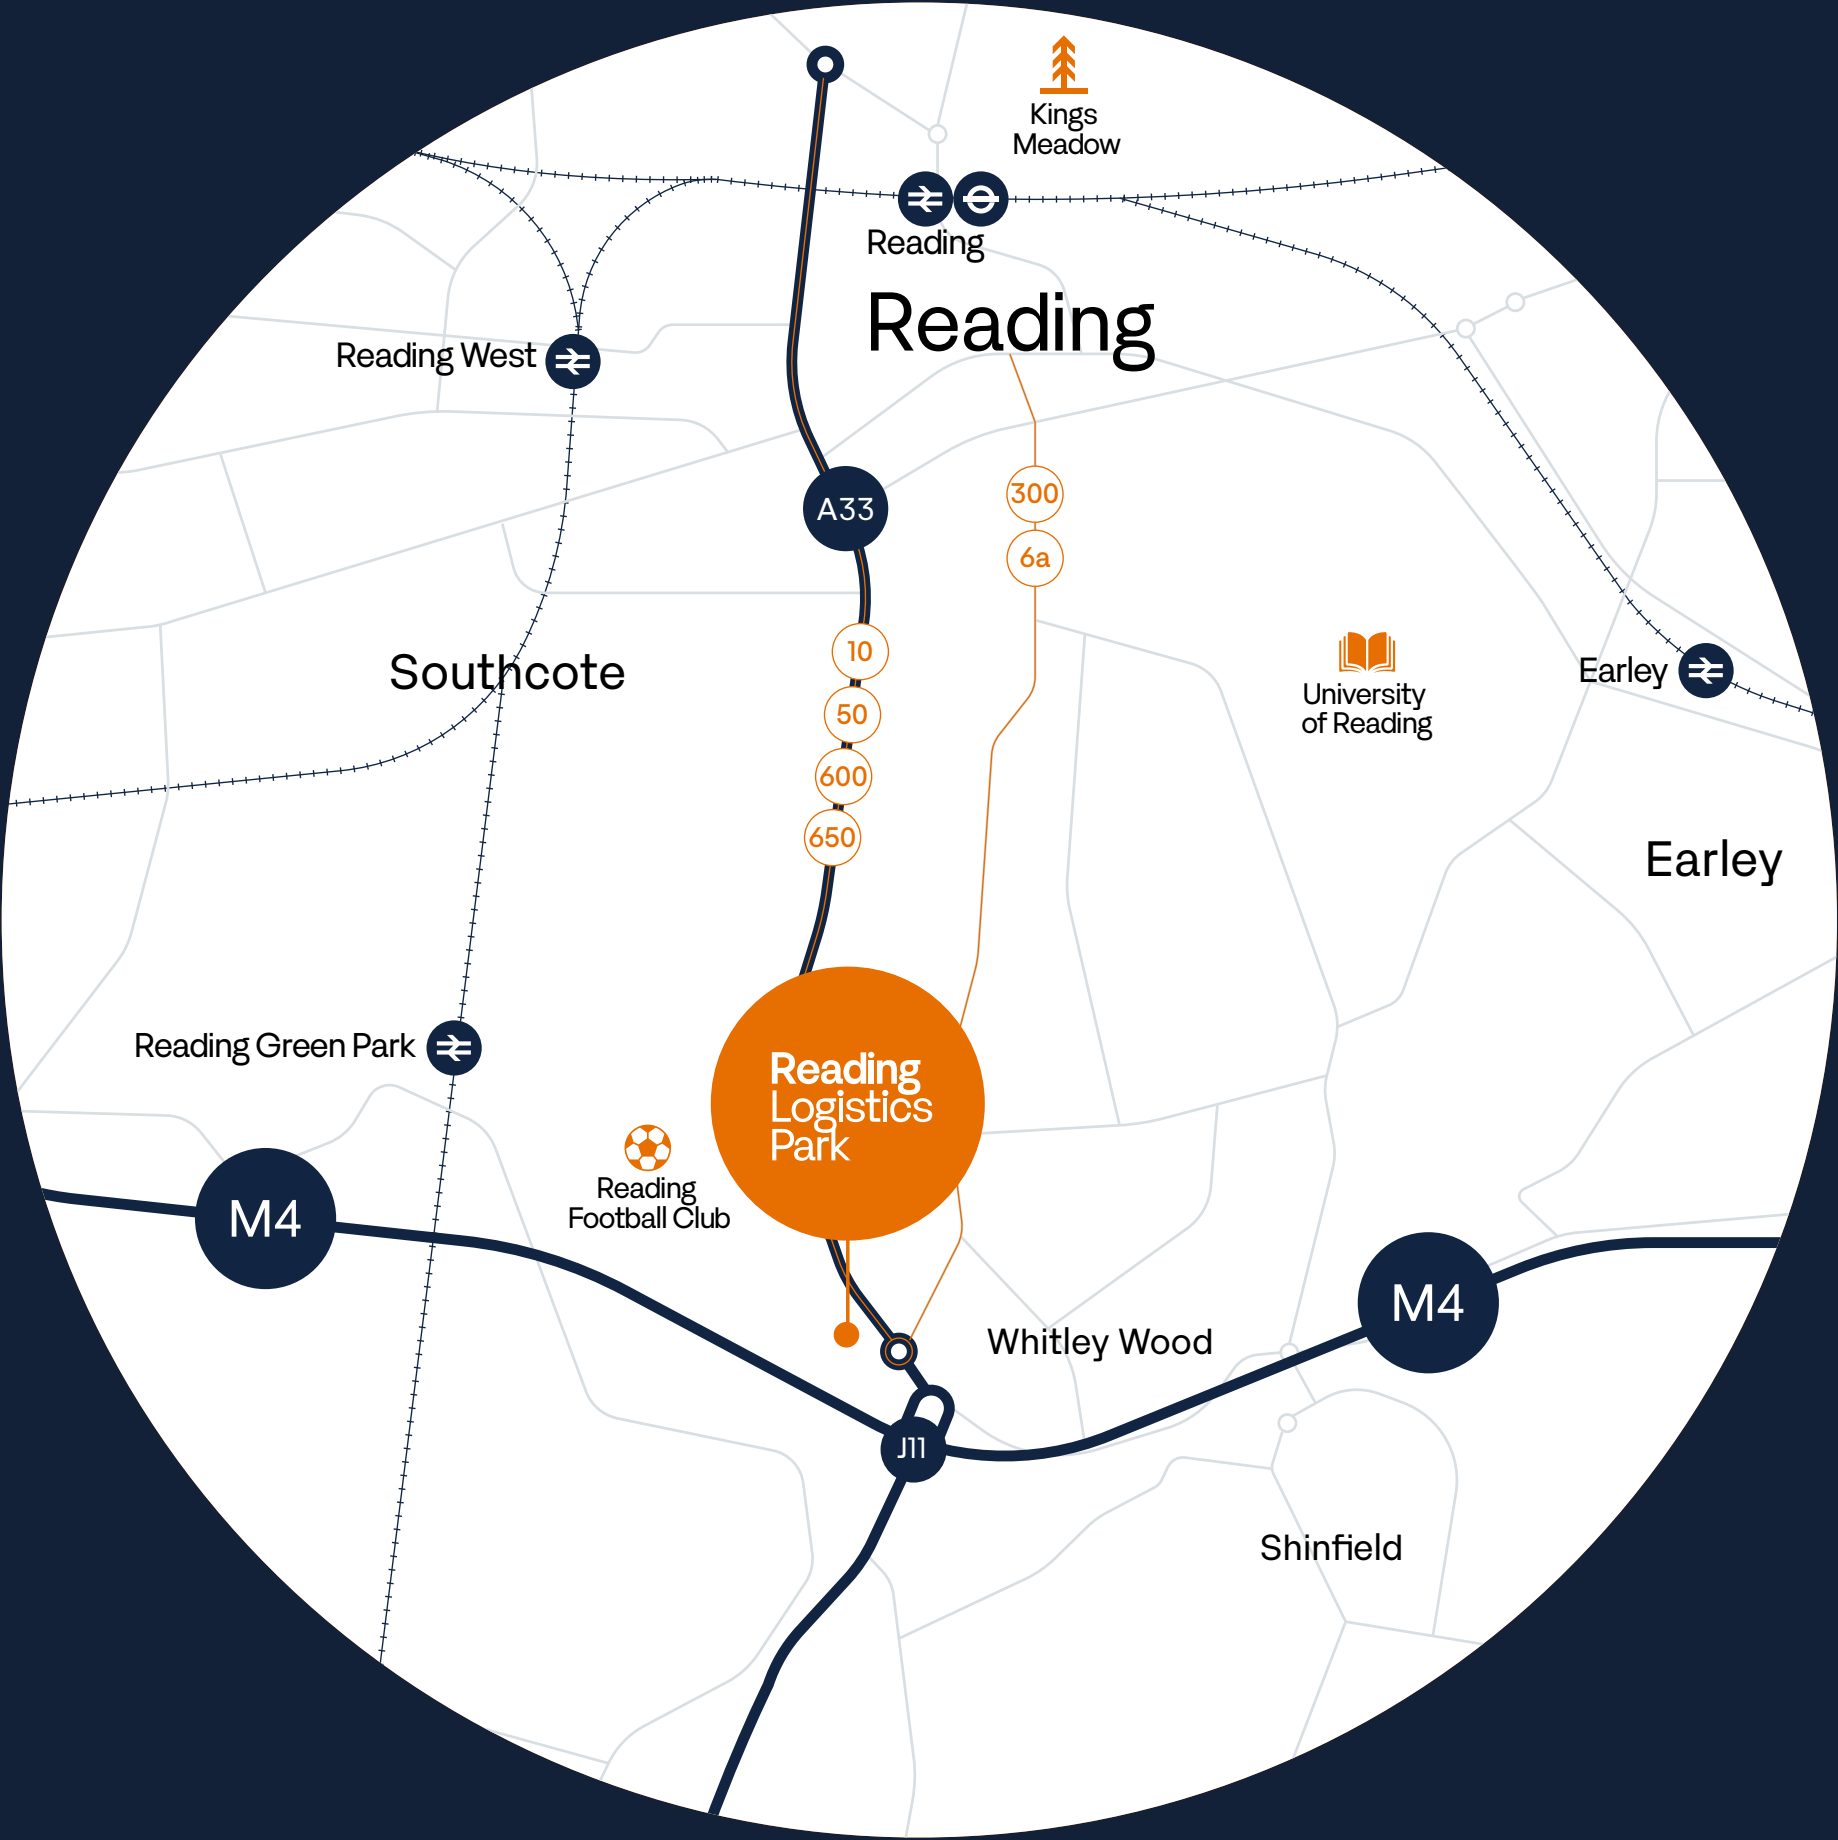 Kings
Meadow
Reading
Reading
Reading West
A33
300
6a
10
Southcote
University
of Reading
Earley
50
600
650
Earley
Reading Green Park
Reading
Logistics
Park
Reading
Football Club
M4
M4
Whitley Wood
J11
Shinfield